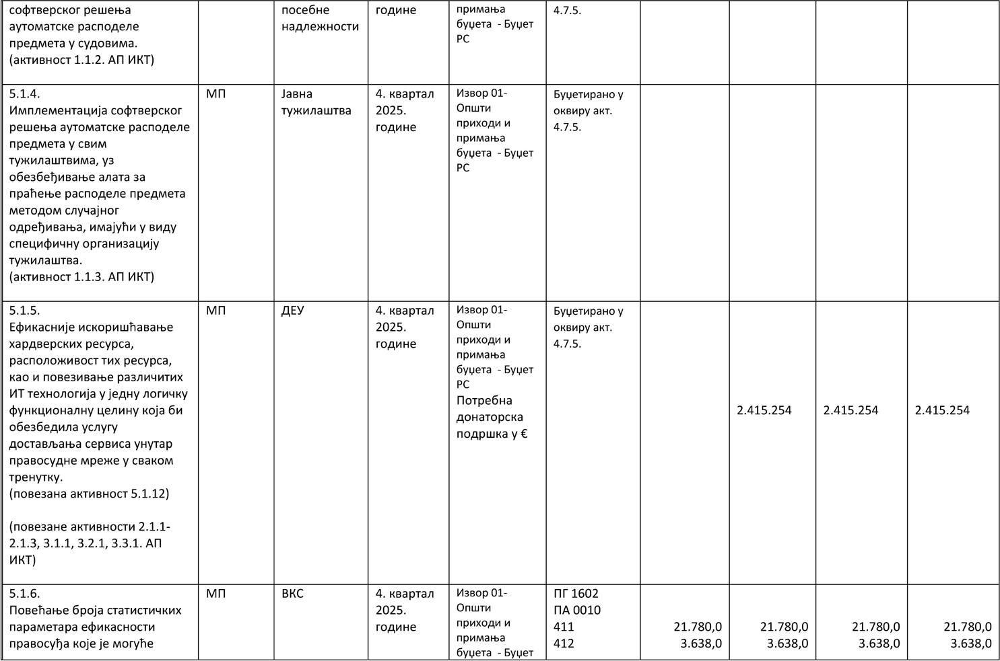 софтверског решења
аутоматске расподеле
предмета у судовима.
(активност 1.1.2. АП ИКТ)
посебне
надлежности
године
примања
буџета - Буџет
РС
4.7.5.
5.1.4.
Имплементација софтверског
решења аутоматске расподеле
предмета у свим
тужилаштвима, уз
обезбеђивање алата за
праћење расподеле предмета
методом случајног
одређивања, имајући у виду
специфичну организацију
тужилаштва.
(активност 1.1.3. АП ИКТ)
МП
Јавна
тужилаштва
4. квартал
2025.
године
Извор 01-
Општи
приходи и
примања
буџета - Буџет
РС
Буџетирано у
оквиру акт.
4.7.5.
5.1.5.
Ефикасније искоришћавање
хардверских ресурса,
расположивост тих ресурса,
као и повезивање различитих
ИТ технологија у једну логичку
функционалну целину која би
обезбедила услугу
достављања сервиса унутар
правосудне мреже у сваком
тренутку.
(повезана активност 5.1.12)
(повезане активности 2.1.1-
2.1.3, 3.1.1, 3.2.1, 3.3.1. АП
ИКТ)
МП
ДЕУ
4. квартал
2025.
године
Извор 01-
Општи
приходи и
примања
буџета - Буџет
РС
Потребна
донаторска
подршка у €
Буџетирано у
оквиру акт.
4.7.5.
2.415.254
2.415.254
2.415.254
5.1.6.
Повећање броја статистичких
параметара ефикасности
правосуђа које је могуће
МП
ВКС
4. квартал
2025.
године
Извор 01-
Општи
приходи и
примања
буџета - Буџет
ПГ 1602
ПА 0010
411
412
21.780,0
3.638,0
21.780,0
3.638,0
21.780,0
3.638,0
21.780,0
3.638,0